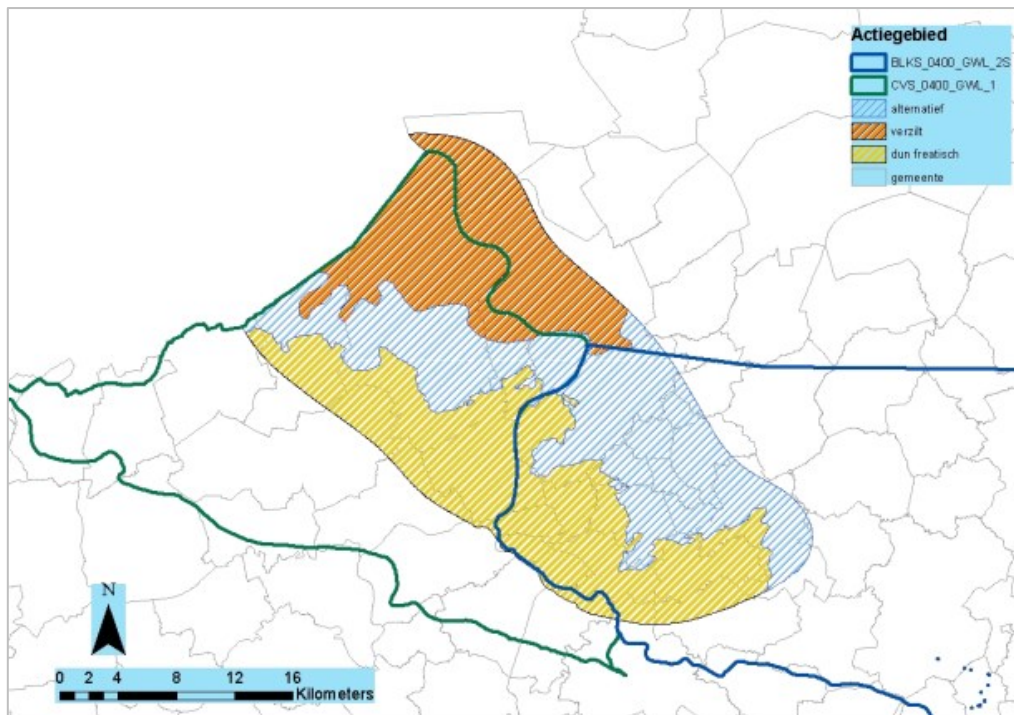 Actiegebied
BLKS_0400_GWL_2S
CVS_0400_GWL_1
alternatief
verzilt
dun freatisch
gemeente
N
0 2 4 8 12 16
Kilometers